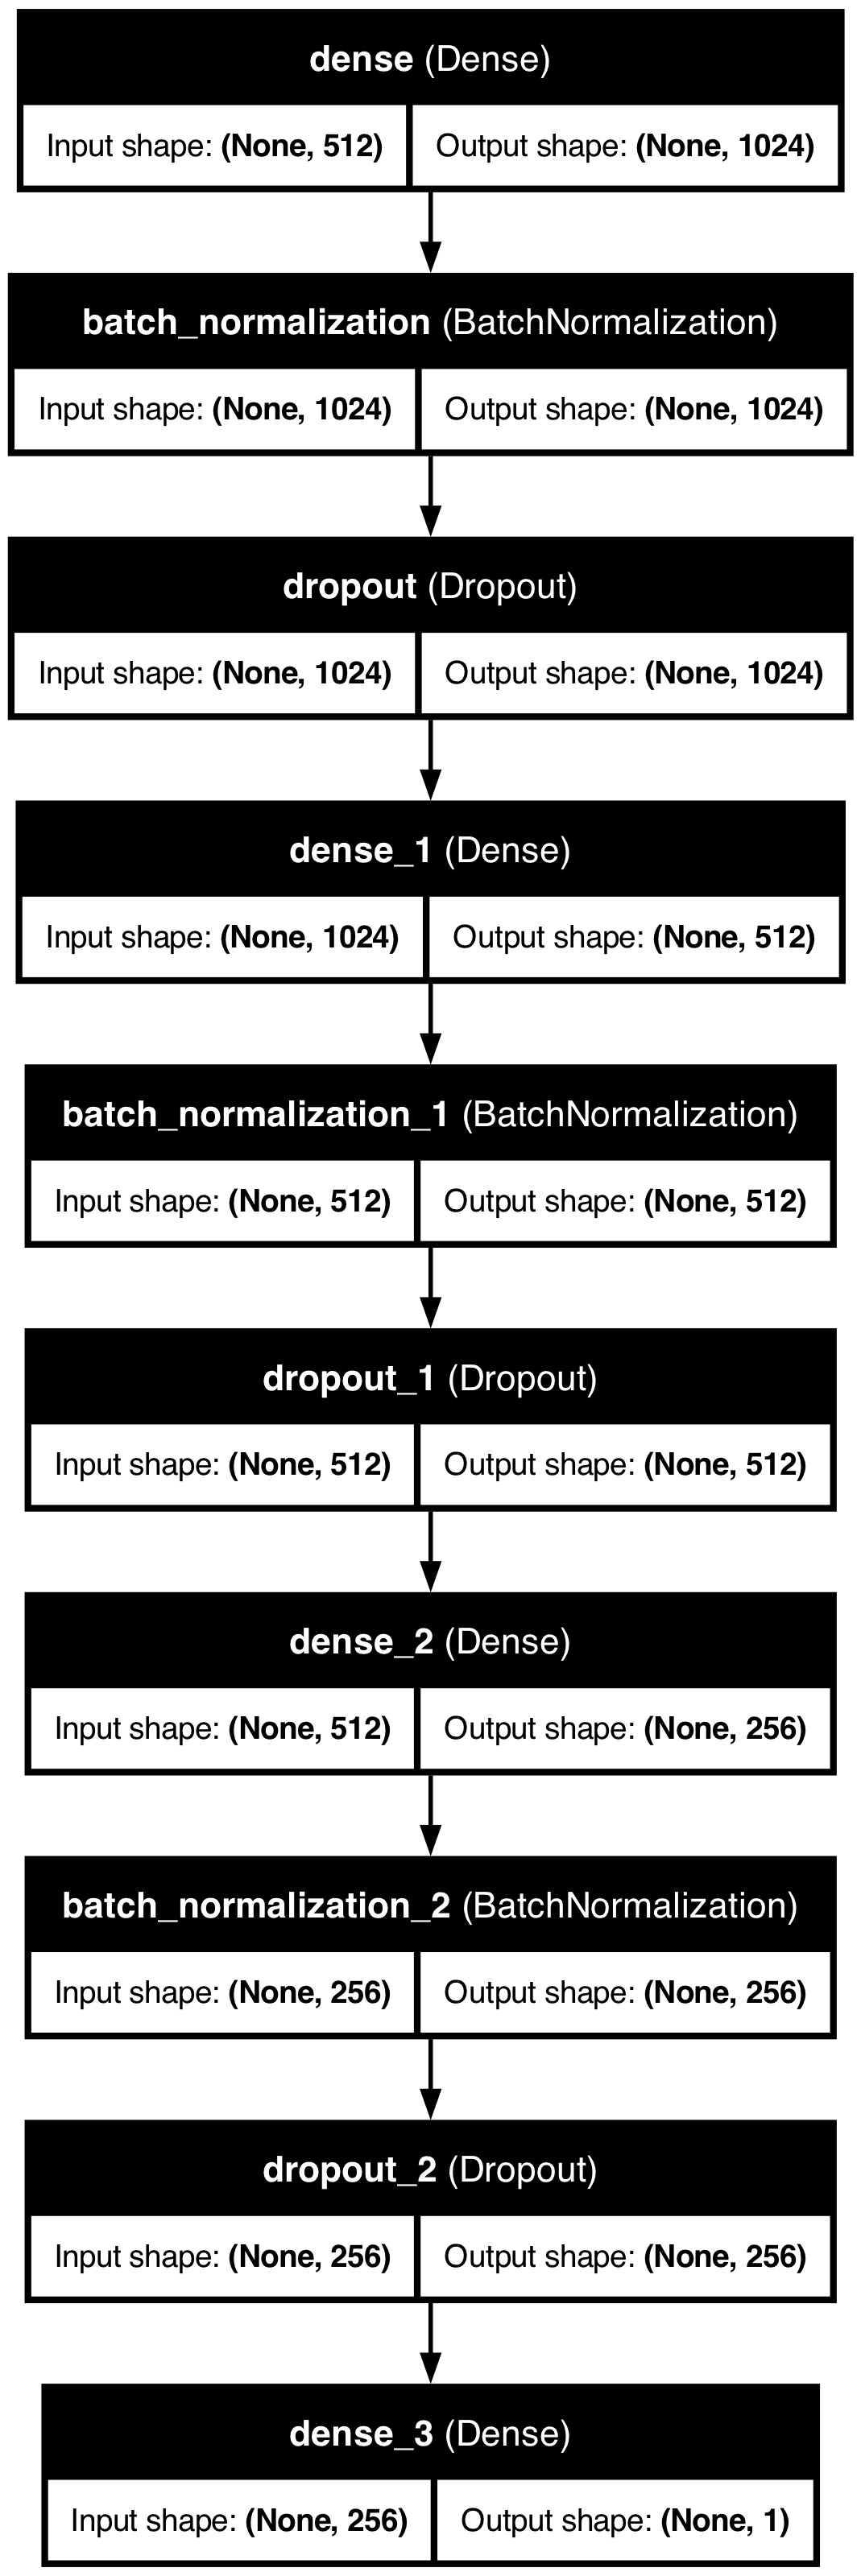 dense (Dense)
Input shape: (None, 512) Output shape: (None, 1024)
batch_normalization (BatchNormalization)
Input shape: (None, 1024) Output shape: (None, 1024)
dropout (Dropout)
Input shape: (None, 1024) Output shape: (None, 1024)
dense_1 (Dense)
Input shape: (None, 1024) Output shape: (None, 512)
batch_normalization_1 (BatchNormalization)
Input shape: (None, 512) Output shape: (None, 512)
dropout_1 (Dropout)
Input shape: (None, 512) Output shape: (None, 512)
dense_2 (Dense)
Input shape: (None, 512) Output shape: (None, 256)
batch_normalization_2 (BatchNormalization)
Input shape: (None, 256) Output shape: (None, 256)
dropout_2 (Dropout)
Input shape: (None, 256) Output shape: (None, 256)
dense_3 (Dense)
Input shape: (None, 256) Output shape: (None, 1)